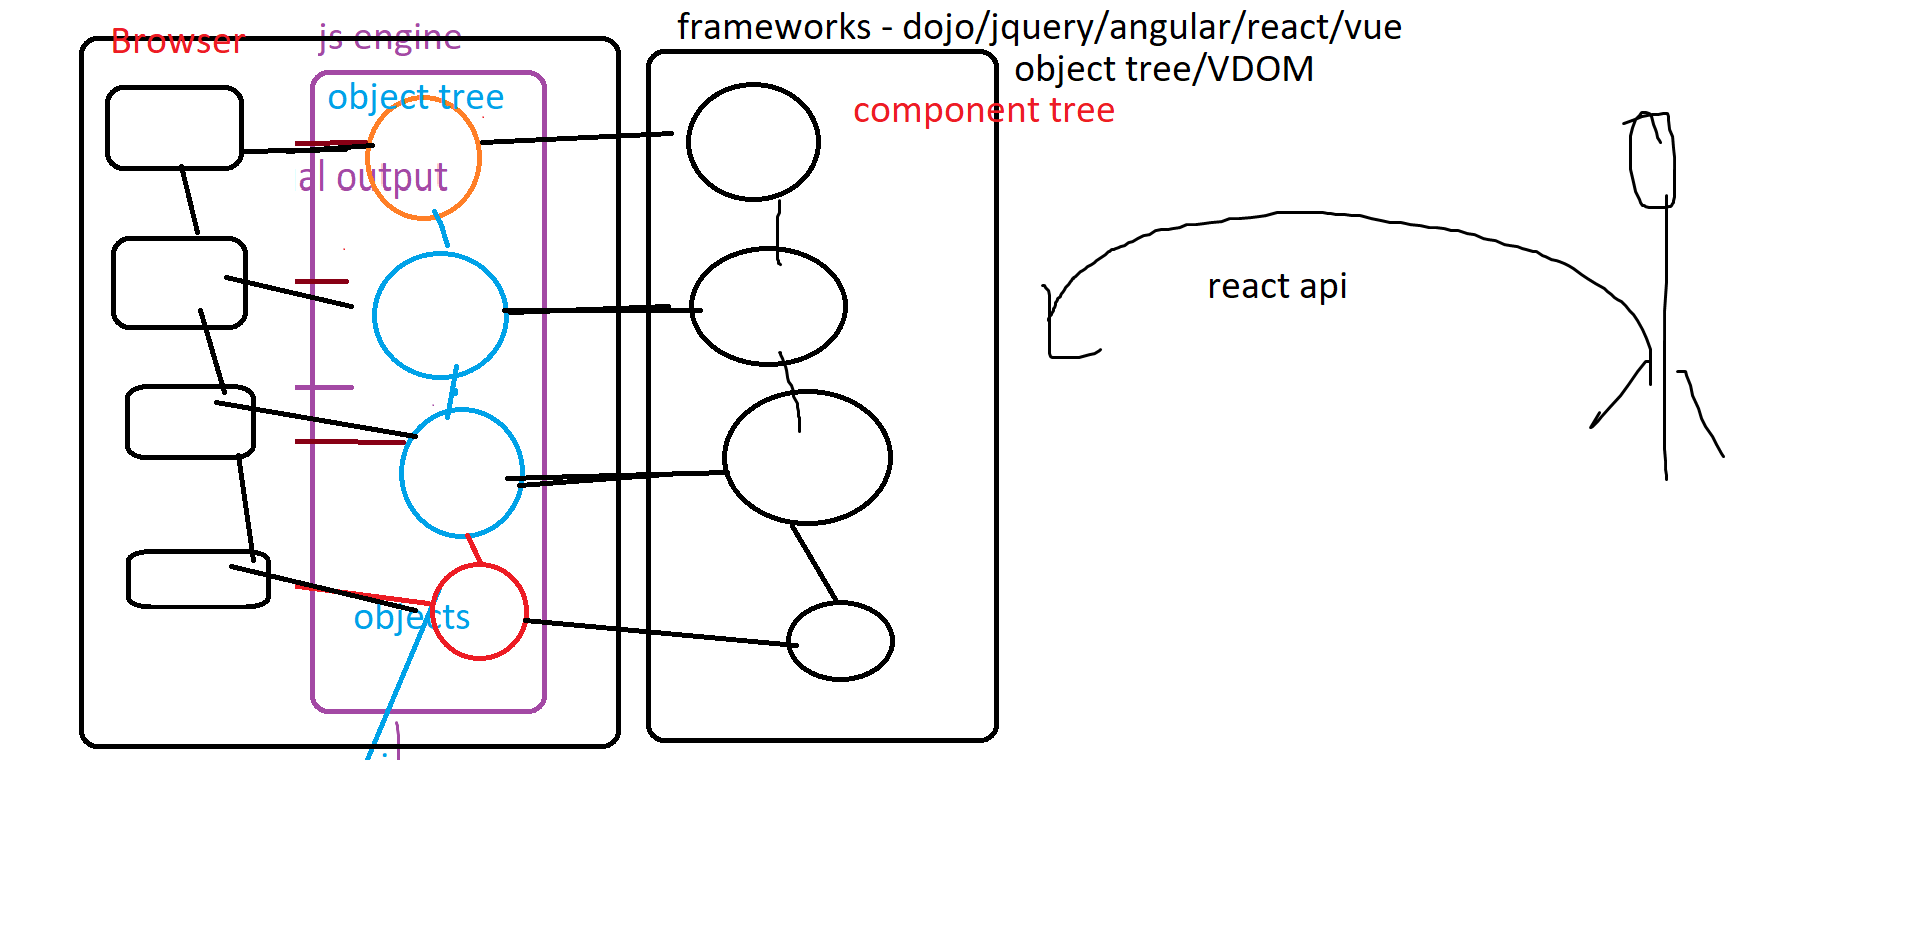 Browser
js engine
frameworks - dojo/jquery/angular/react/vue
object tree/VDOM
object tree
component tree
al output
react api
objects